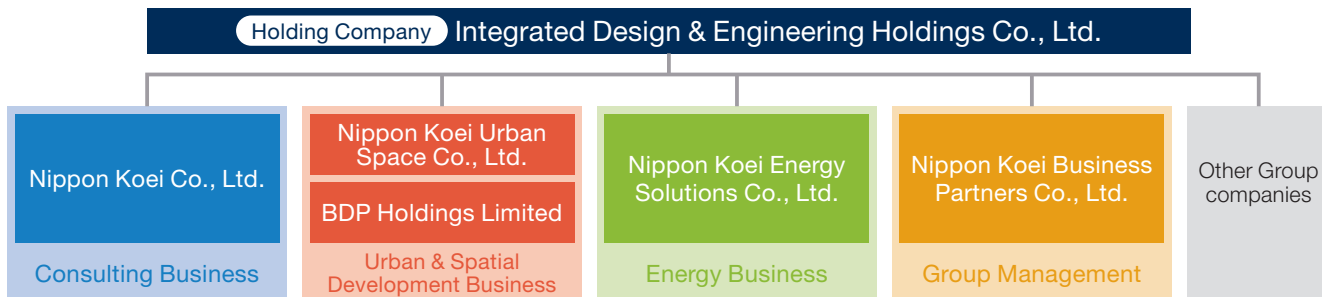 Holding Company Integrated Design & Engineering Holdings Co., Ltd.
Nippon Koei Co., Ltd.
Consulting Business
Nippon Koei Urban
Space Co., Ltd.
BDP Holdings Limited
Urban & Spatial
Development Business
Nippon Koei Energy
Solutions Co., Ltd.
Energy Business
Nippon Koei Business
Partners Co., Ltd.
Group Management
Other Group
companies